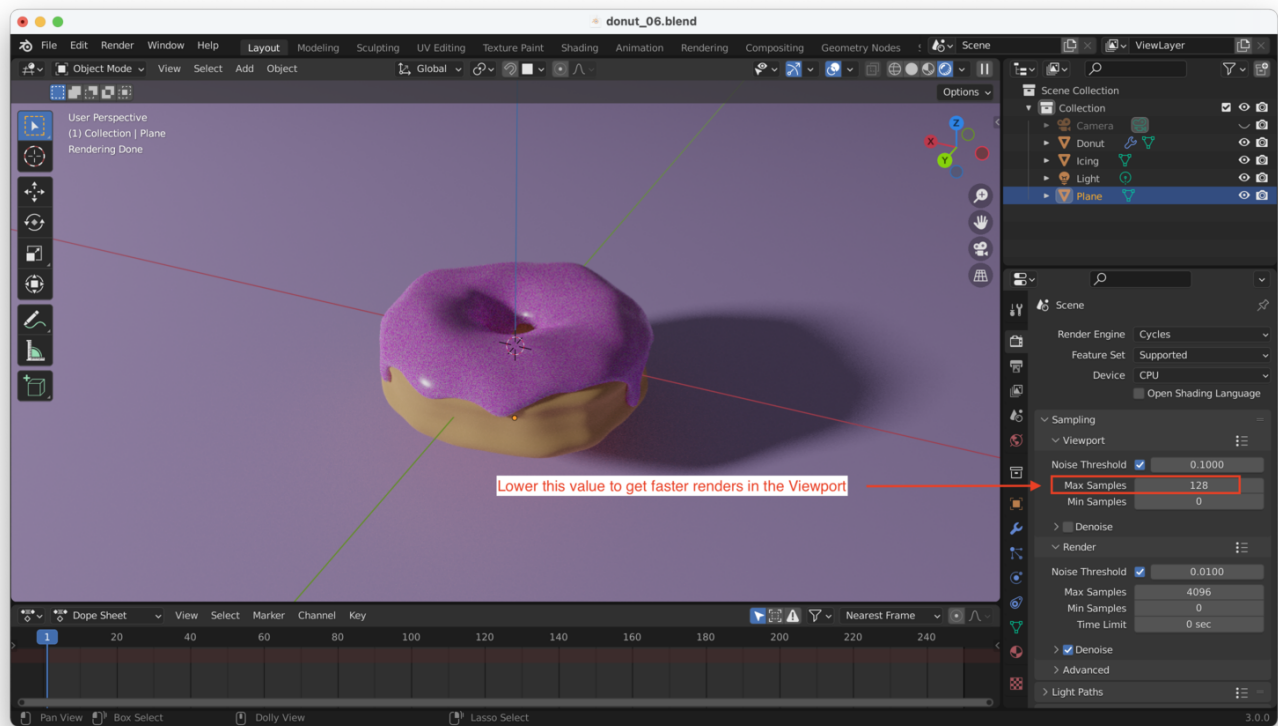 donut_06.blend
File Edit Render Window Help Layout Modeling Sculpting UV Editing Texture Paint Shading Animation Rendering Compositing Geometry Nodes Scene ViewLayer
Object Mode View Select Add Object Global
Options
User Perspective
(1) Collection | Plane
Rendering Done
Z
X
Y
Scene Collection
Collection
Camera
Donut
Icing
Light
Plane
Scene
Render Engine Cycles
Feature Set Supported
Device CPU
Open Shading Language
Sampling
Viewport
Noise Threshold 0.1000
Max Samples 128
Min Samples 0
Denoise
Render
Noise Threshold 0.0100
Max Samples 4096
Min Samples 0
Time Limit 0 sec
Denoise
Advanced
Light Paths
Lower this value to get faster renders in the Viewport
Dope Sheet View Select Marker Channel Key Nearest Frame
1 20 40 60 80 100 120 140 160 180 200 220 240
Pan View Box Select Dolly View Lasso Select 3.0.0